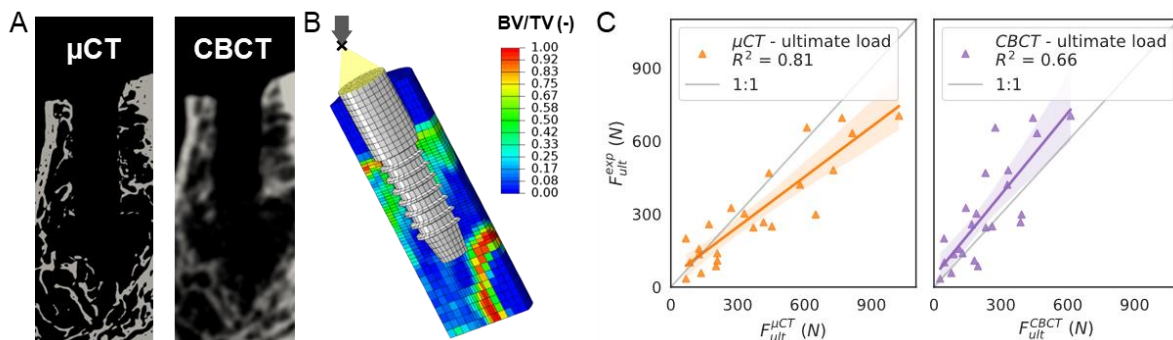 A
µCT
CBCT
B
BV/TV (-)
1.00
0.92
0.83
0.75
0.67
0.58
0.50
0.42
0.33
0.25
0.17
0.08
0.00
C
µCT - ultimate load
R² = 0.81
1:1
CBCT - ultimate load
R² = 0.66
1:1
F_ult^exp (N)
900
600
300
0
0 300 600 900
F_ult^µCT (N)
0 300 600 900
F_ult^CBCT (N)